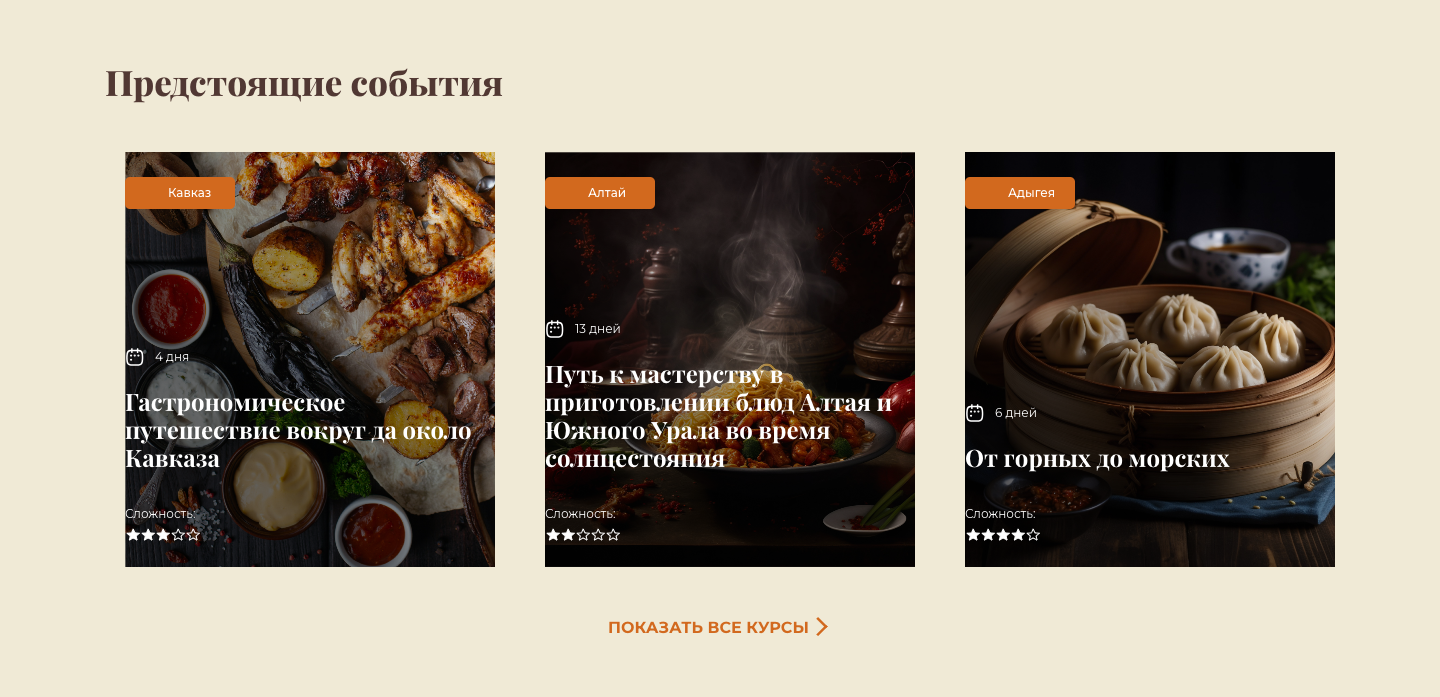 Предстоящие события
Кавказ
4 дня
Гастрономическое
путешествие вокруг да около
Кавказа
Сложность:
Алтай
13 дней
Путь к мастерству в
приготовлении блюд Алтая и
Южного Урала во время
солнцестояния
Сложность:
Адыгея
6 дней
От горных до морских
Сложность:
ПОКАЗАТЬ ВСЕ КУРСЫ